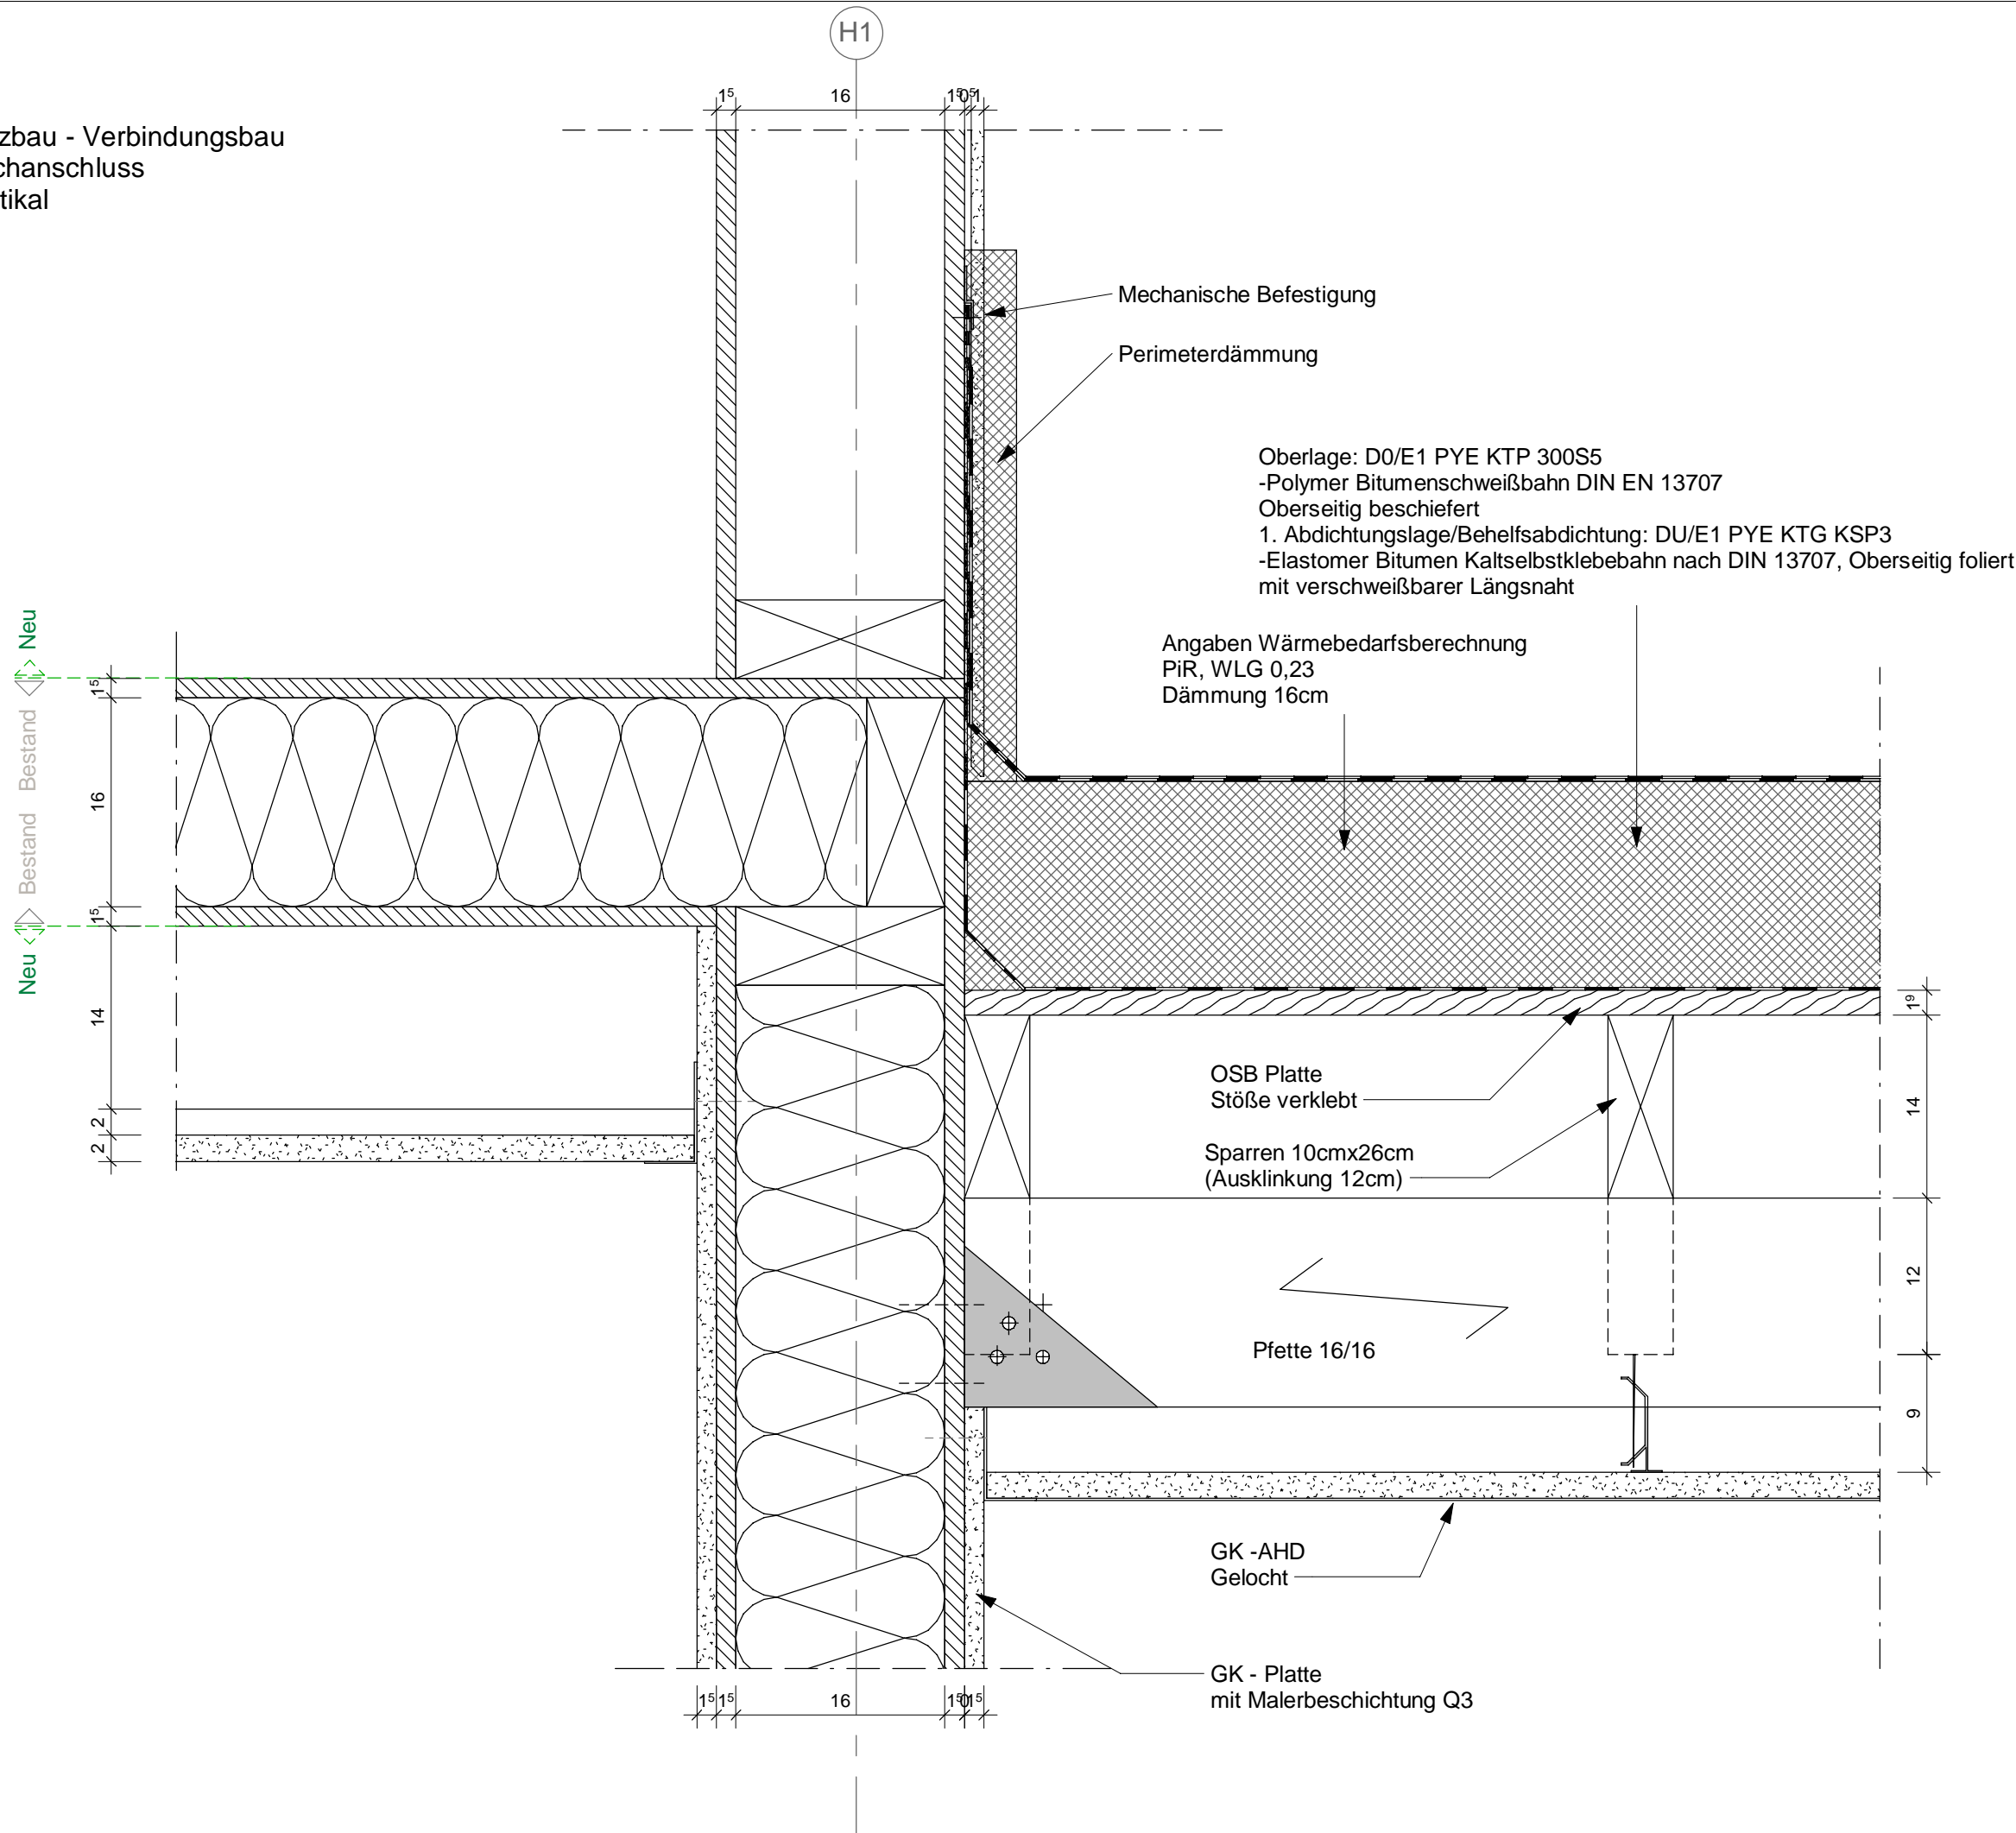 H1
1⁵
16
1⁵
0⁵
1
zbau - Verbindungsbau
chanschluss
tikal
Mechanische Befestigung
Perimeterdämmung
Oberlage: D0/E1 PYE KTP 300S5
-Polymer Bitumenschweißbahn DIN EN 13707
Oberseitig beschiefert
1. Abdichtungslage/Behelfsabdichtung: DU/E1 PYE KTG KSP3
-Elastomer Bitumen Kaltselbstklebebahn nach DIN 13707, Oberseitig foliert
mit verschweißbarer Längsnaht
Angaben Wärmebedarfsberechnung
PiR, WLG 0,23
Dämmung 16cm
Neu
Bestand
Bestand
Neu
1⁵
16
1⁵
14
2
2
OSB Platte
Stöße verklebt
Sparren 10cmx26cm
(Ausklinkung 12cm)
Pfette 16/16
1⁹
14
12
9
GK -AHD
Gelocht
GK - Platte
mit Malerbeschichtung Q3
1⁵
1⁵
16
1⁵
0
1⁵